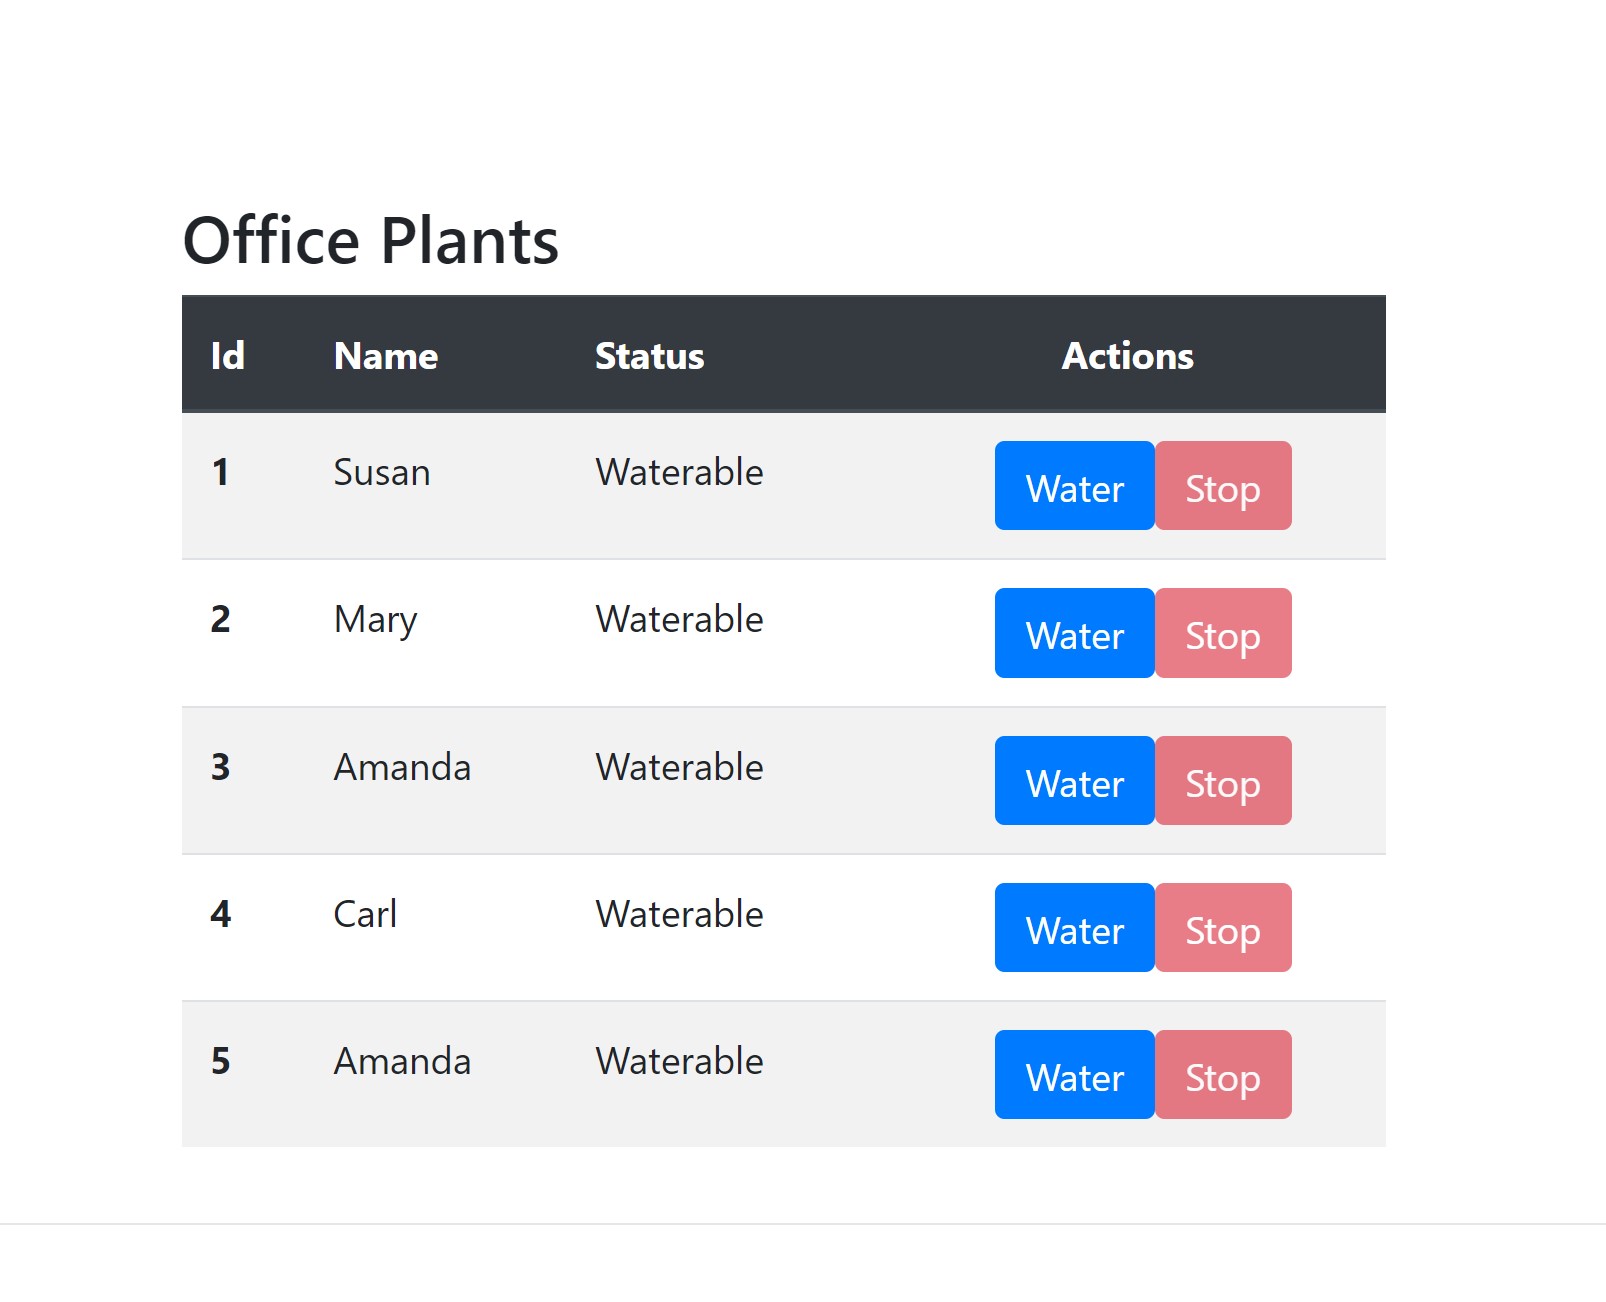 Office Plants
Id Name Status Actions
1 Susan Waterable Water Stop
2 Mary Waterable Water Stop
3 Amanda Waterable Water Stop
4 Carl Waterable Water Stop
5 Amanda Waterable Water Stop